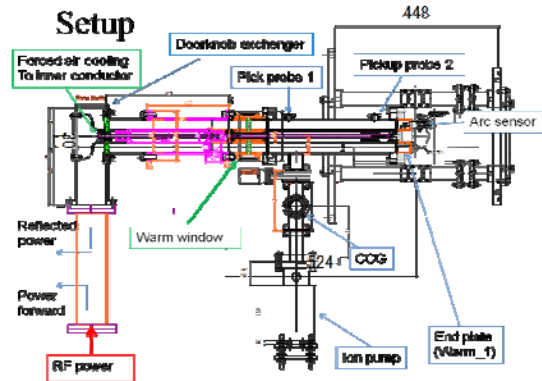 Setup
448
Doorknob exchenger
Forced air cooling
To inner conductor
Pick probe 1
Pickup probe 2
Arc sensor
Reflected
power
Warm window
524
CCG
Power
forward
End plate
(Warm_1)
Ion pump
RF power